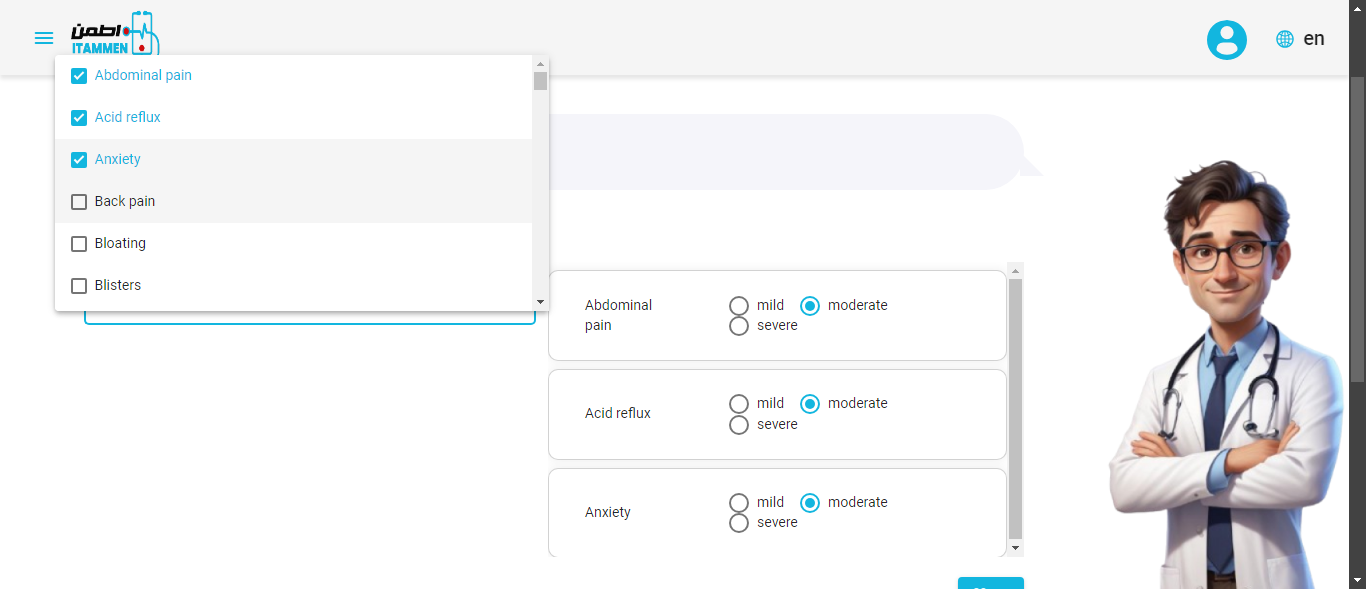 اطمن
ITAMMEN
en
Abdominal pain
Acid reflux
Anxiety
Back pain
Bloating
Blisters
Abdominal pain
mild
moderate
severe
Acid reflux
mild
moderate
severe
Anxiety
mild
moderate
severe